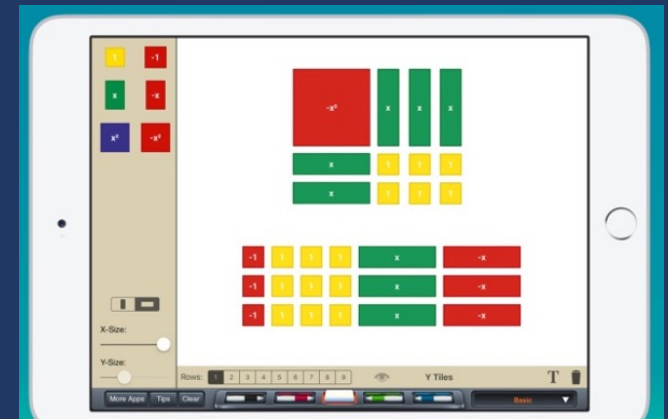 1 -1
x -x
x² -x²
-x² x x x
x 1 1 1
x 1 1 1
-1 1 1 1 x -x
-1 1 1 1 x -x
-1 1 1 1 x -x
X-Size:
Y-Size:
Rows: 1 2 3 4 5 6 7 8 9 Y Tiles T
More Apps Tips Clear Basic